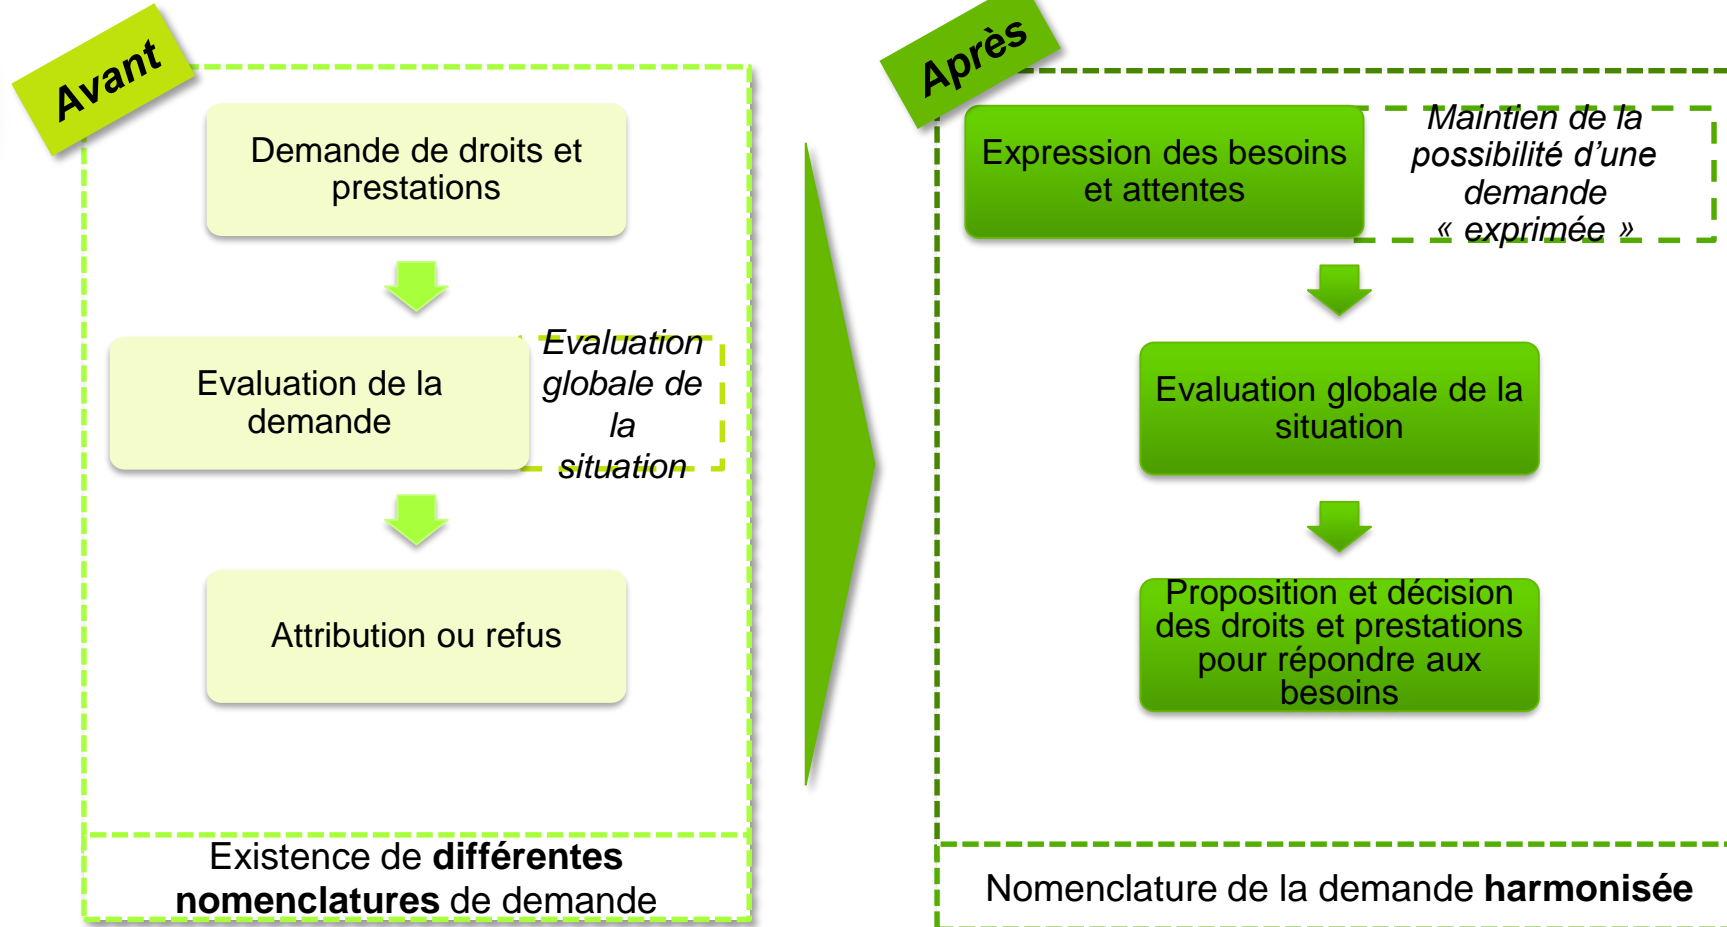 Avant
Demande de droits et
prestations
Evaluation de la
demande
Evaluation
globale de
la
situation
Attribution ou refus
Existence de différentes
nomenclatures de demande
Après
Expression des besoins
et attentes
Maintien de la
possibilité d’une
demande
« exprimée »
Evaluation globale de la
situation
Proposition et décision
des droits et prestations
pour répondre aux
besoins
Nomenclature de la demande harmonisée